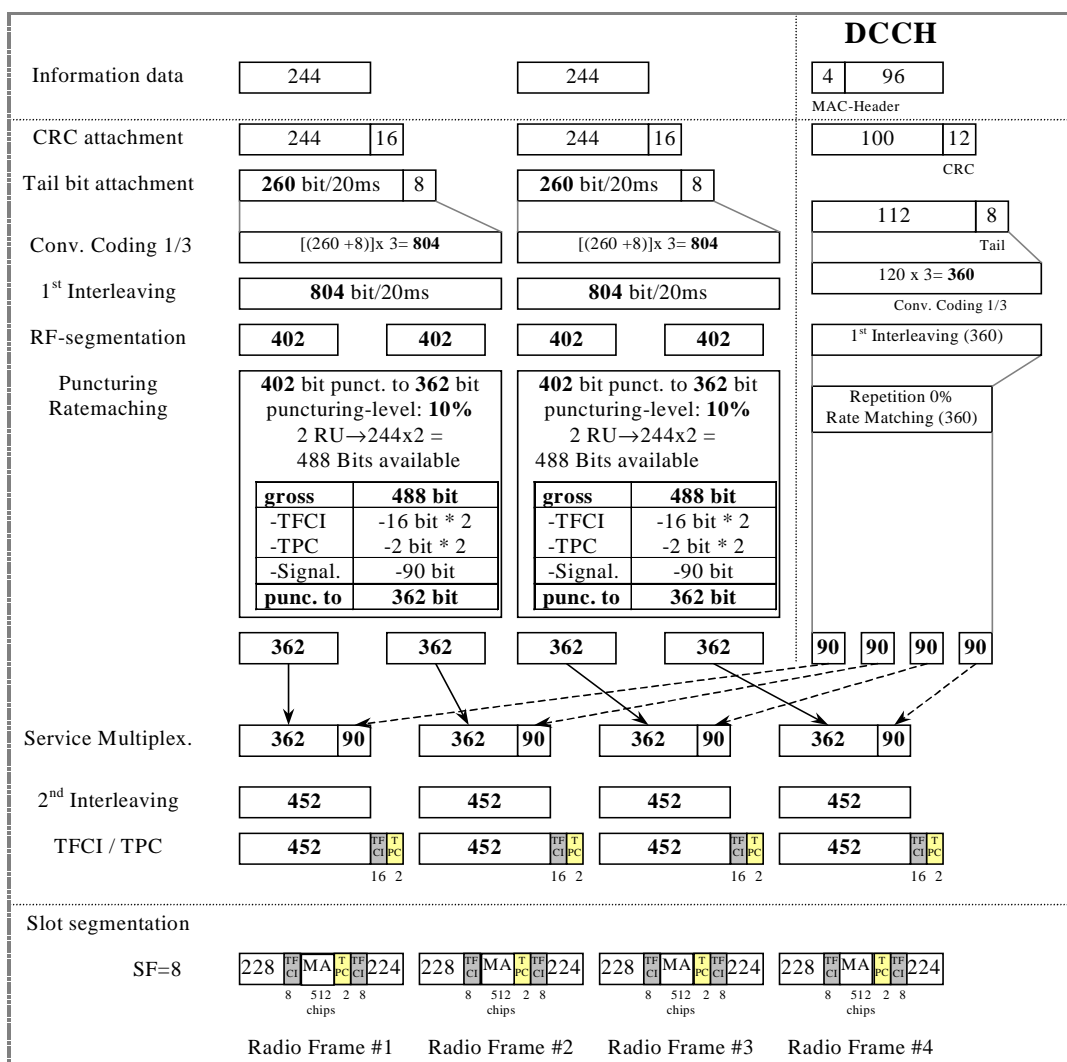 DCCH
Information data 244 244 4 96
MAC-Header
CRC attachment 244 16 244 16 100 12
CRC
Tail bit attachment 260 bit/20ms 8 260 bit/20ms 8
112 8
Tail
Conv. Coding 1/3 [(260 +8)]x 3= 804 [(260 +8)]x 3= 804
120 x 3= 360
Conv. Coding 1/3
1st Interleaving 804 bit/20ms 804 bit/20ms
RF-segmentation 402 402 402 402 1st Interleaving (360)
Puncturing
Ratemaching
402 bit punct. to 362 bit
puncturing-level: 10%
2 RU→244x2 =
488 Bits available
gross 488 bit
-TFCI -16 bit * 2
-TPC -2 bit * 2
-Signal. -90 bit
punc. to 362 bit
402 bit punct. to 362 bit
puncturing-level: 10%
2 RU→244x2 =
488 Bits available
gross 488 bit
-TFCI -16 bit * 2
-TPC -2 bit * 2
-Signal. -90 bit
punc. to 362 bit
Repetition 0%
Rate Matching (360)
362 362 362 362 90 90 90 90
Service Multiplex. 362 90 362 90 362 90 362 90
2nd Interleaving 452 452 452 452
TFCI / TPC 452 TF CI T PC 452 TF CI T PC 452 TF CI T PC 452 TF CI T PC
16 2 16 2 16 2 16 2
Slot segmentation
SF=8 228 TF CI MA T PC TF CI 224 228 TF CI MA T PC TF CI 224 228 TF CI MA T PC TF CI 224 228 TF CI MA T PC TF CI 224
8 512 2 8 8 512 2 8 8 512 2 8 8 512 2 8
chips chips chips chips
Radio Frame #1 Radio Frame #2 Radio Frame #3 Radio Frame #4